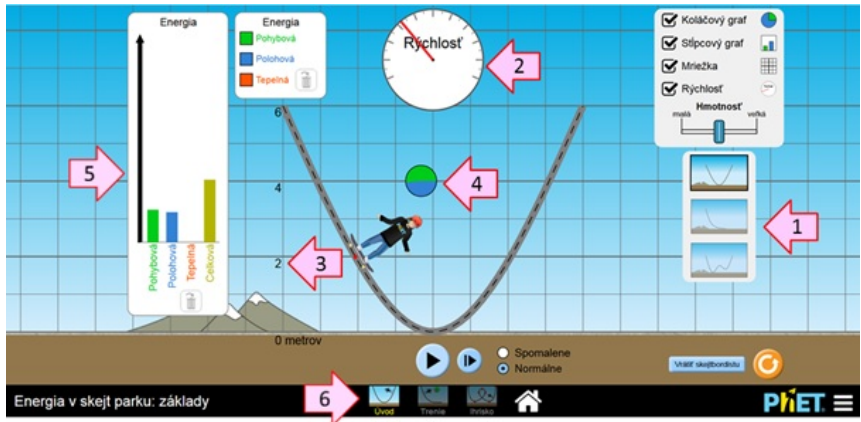 Energia
5
Pohybová
Polohová
Tepelná
Celková
Energia
Pohybová
Polohová
Tepelná
Rýchlosť
2
Koláčový graf
Stĺpcový graf
Mriežka
Rýchlosť
Hmotnosť
malá
veľká
1
6
4
2
0 metrov
4
3
Spomalene
Normálne
Vrátiť skejtbordistu
Energia v skejt parku: základy
6
Úvod
Trenie
Ihrisko
PhET